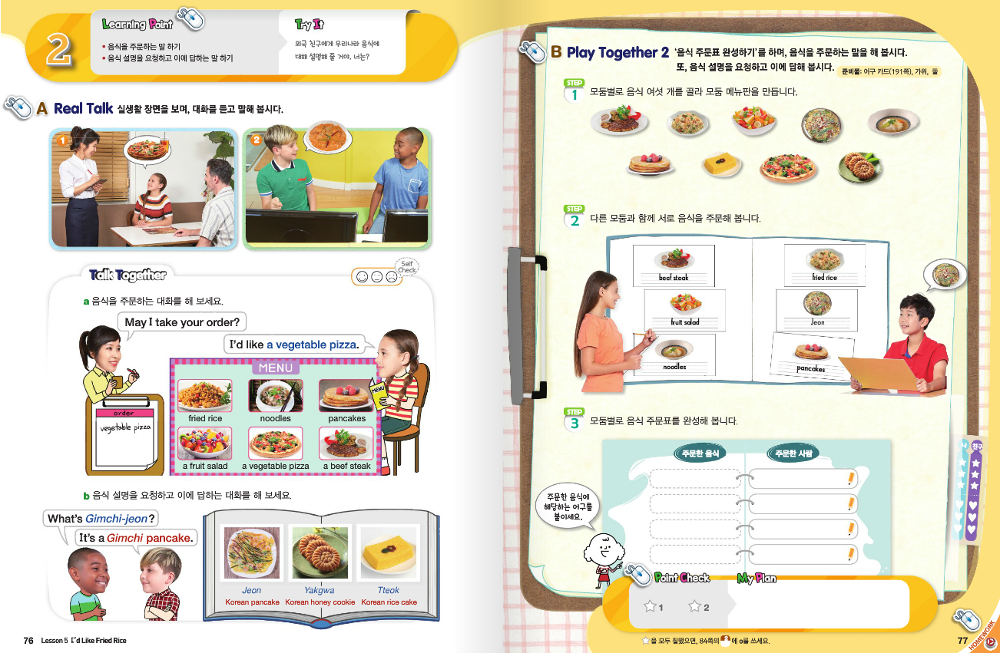 2
Learning Point
• 음식을 주문하는 말 하기
• 음식 설명을 요청하고 이에 답하는 말 하기
Try It
외국 친구에게 우리나라 음식에
대해 설명해 줄 거야. 너는?
A Real Talk 실생활 장면을 보며, 대화를 듣고 말해 봅시다.
1
2
Talk Together
Self
Check
a 음식을 주문하는 대화를 해 보세요.
May I take your order?
I'd like a vegetable pizza.
MENU
MENU
order
vegetable pizza
fried rice
noodles
pancakes
a fruit salad
a vegetable pizza
a beef steak
b 음식 설명을 요청하고 이에 답하는 대화를 해 보세요.
What's Gimchi-jeon?
It's a Gimchi pancake.
Jeon
Yakgwa
Tteok
Korean pancake
Korean honey cookie
Korean rice cake
76 Lesson 5 I'd Like Fried Rice
B Play Together 2 '음식 주문표 완성하기'를 하며, 음식을 주문하는 말을 해 봅시다.
또, 음식 설명을 요청하고 이에 답해 봅시다.
준비물: 어구 카드(191쪽), 가위, 풀
STEP
1
모둠별로 음식 여섯 개를 골라 모둠 메뉴판을 만듭니다.
STEP
2
다른 모둠과 함께 서로 음식을 주문해 봅니다.
beef steak
fried rice
fruit salad
Jeon
noodles
pancakes
STEP
3
모둠별로 음식 주문표를 완성해 봅니다.
주문한 음식
주문한 사람
주문한 음식에
해당하는 어구를
붙이세요.
나
친구
Point Check
☆ 1
☆ 2
My Plan
☆을 모두 칠했으면, 84쪽의 에 o를 쓰세요.
77
HOMEWORK